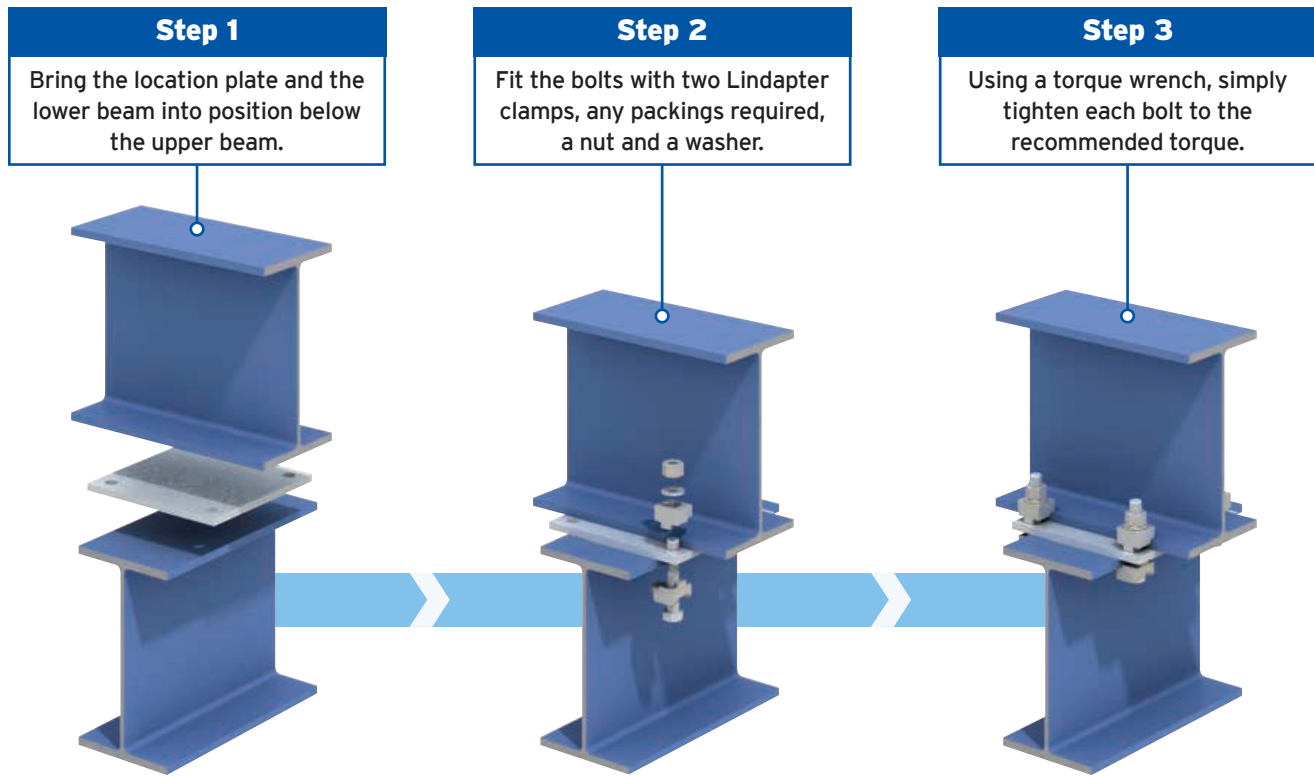 Step 1
Bring the location plate and the
lower beam into position below
the upper beam.
Step 2
Fit the bolts with two Lindapter
clamps, any packings required,
a nut and a washer.
Step 3
Using a torque wrench, simply
tighten each bolt to the
recommended torque.